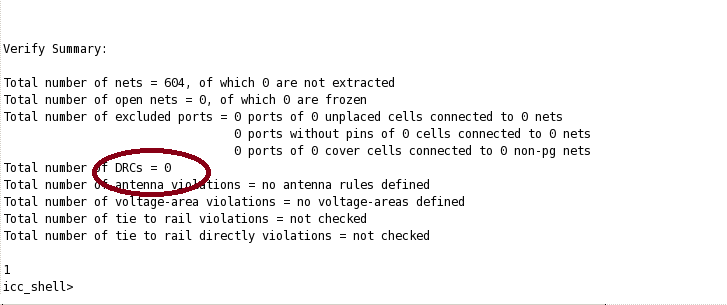 Verify Summary:
Total number of nets = 604, of which 0 are not extracted
Total number of open nets = 0, of which 0 are frozen
Total number of excluded ports = 0 ports of 0 unplaced cells connected to 0 nets
0 ports without pins of 0 cells connected to 0 nets
0 ports of 0 cover cells connected to 0 non-pg nets
Total number of DRCs = 0
Total number of antenna violations = no antenna rules defined
Total number of voltage-area violations = no voltage-areas defined
Total number of tie to rail violations = not checked
Total number of tie to rail directly violations = not checked
1
icc_shell>